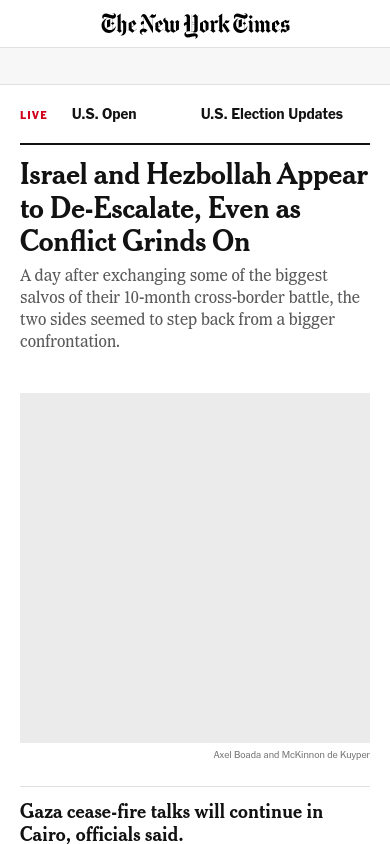 The New York Times
LIVE U.S. Open U.S. Election Updates
Israel and Hezbollah Appear
to De-Escalate, Even as
Conflict Grinds On
A day after exchanging some of the biggest
salvos of their 10-month cross-border battle, the
two sides seemed to step back from a bigger
confrontation.
Axel Boada and McKinnon de Kuyper
Gaza cease-fire talks will continue in
Cairo, officials said.